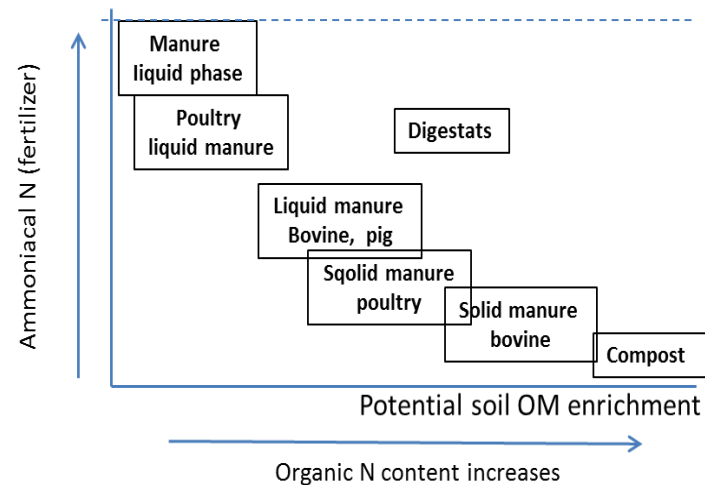 Manure
liquid phase
Poultry
liquid manure
Digestats
Liquid manure
Bovine, pig
Sqolid manure
poultry
Solid manure
bovine
Compost
Ammoniacal N (fertilizer)
Potential soil OM enrichment
Organic N content increases